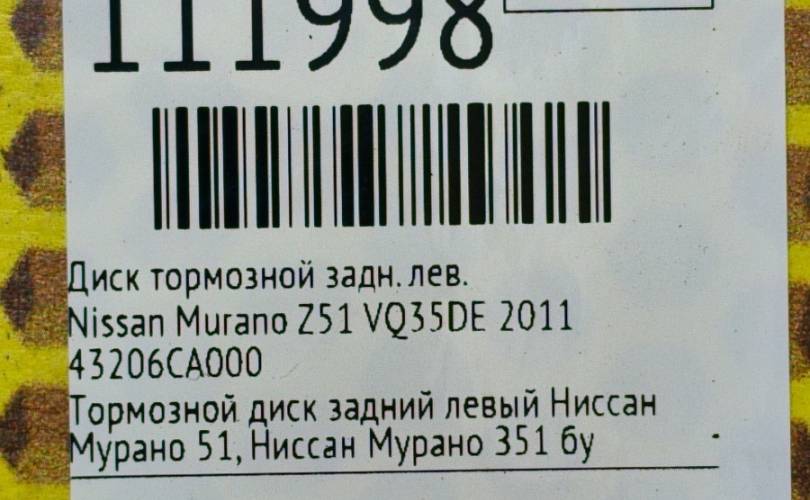 111998
Диск тормозной задн. лев.
Nissan Murano Z51 VQ35DE 2011
43206CA000
Тормозной диск задний левый Ниссан
Мурано 51, Ниссан Мурано З51 бу